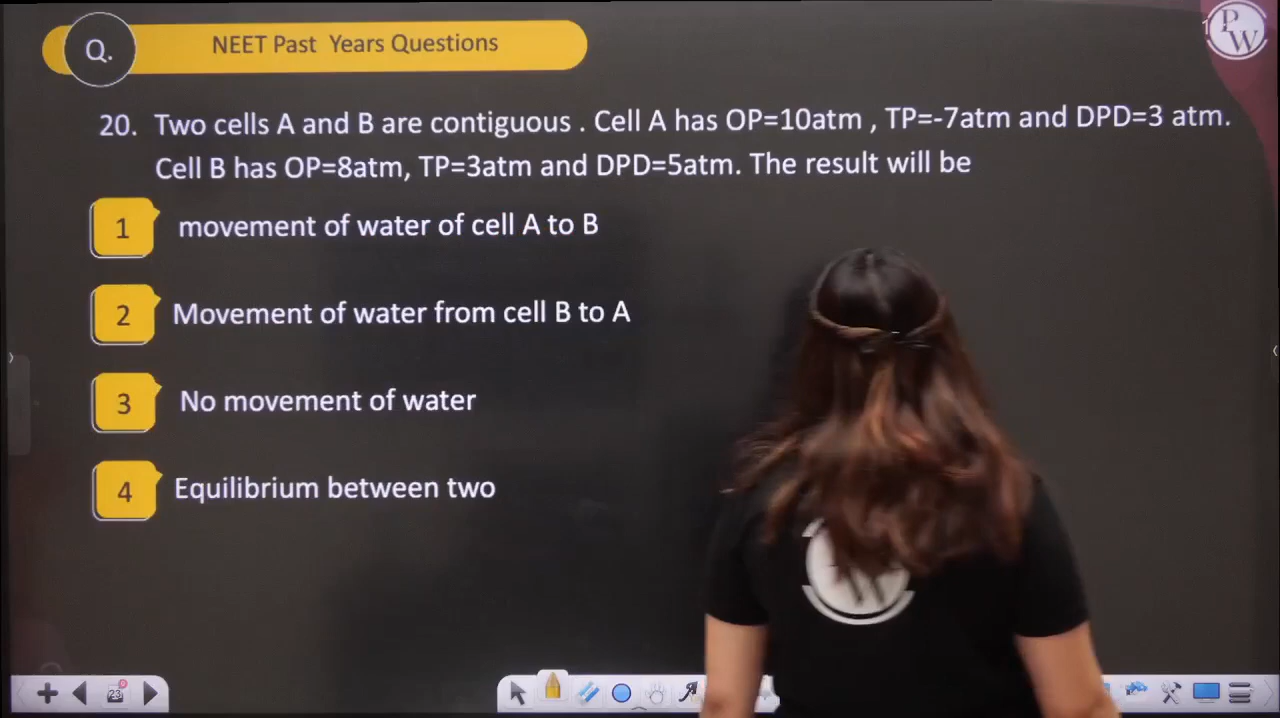 Q.
NEET Past Years Questions
PW
20. Two cells A and B are contiguous . Cell A has OP=10atm , TP=-7atm and DPD=3 atm.
Cell B has OP=8atm, TP=3atm and DPD=5atm. The result will be
1 movement of water of cell A to B
2 Movement of water from cell B to A
3 No movement of water
4 Equilibrium between two
23